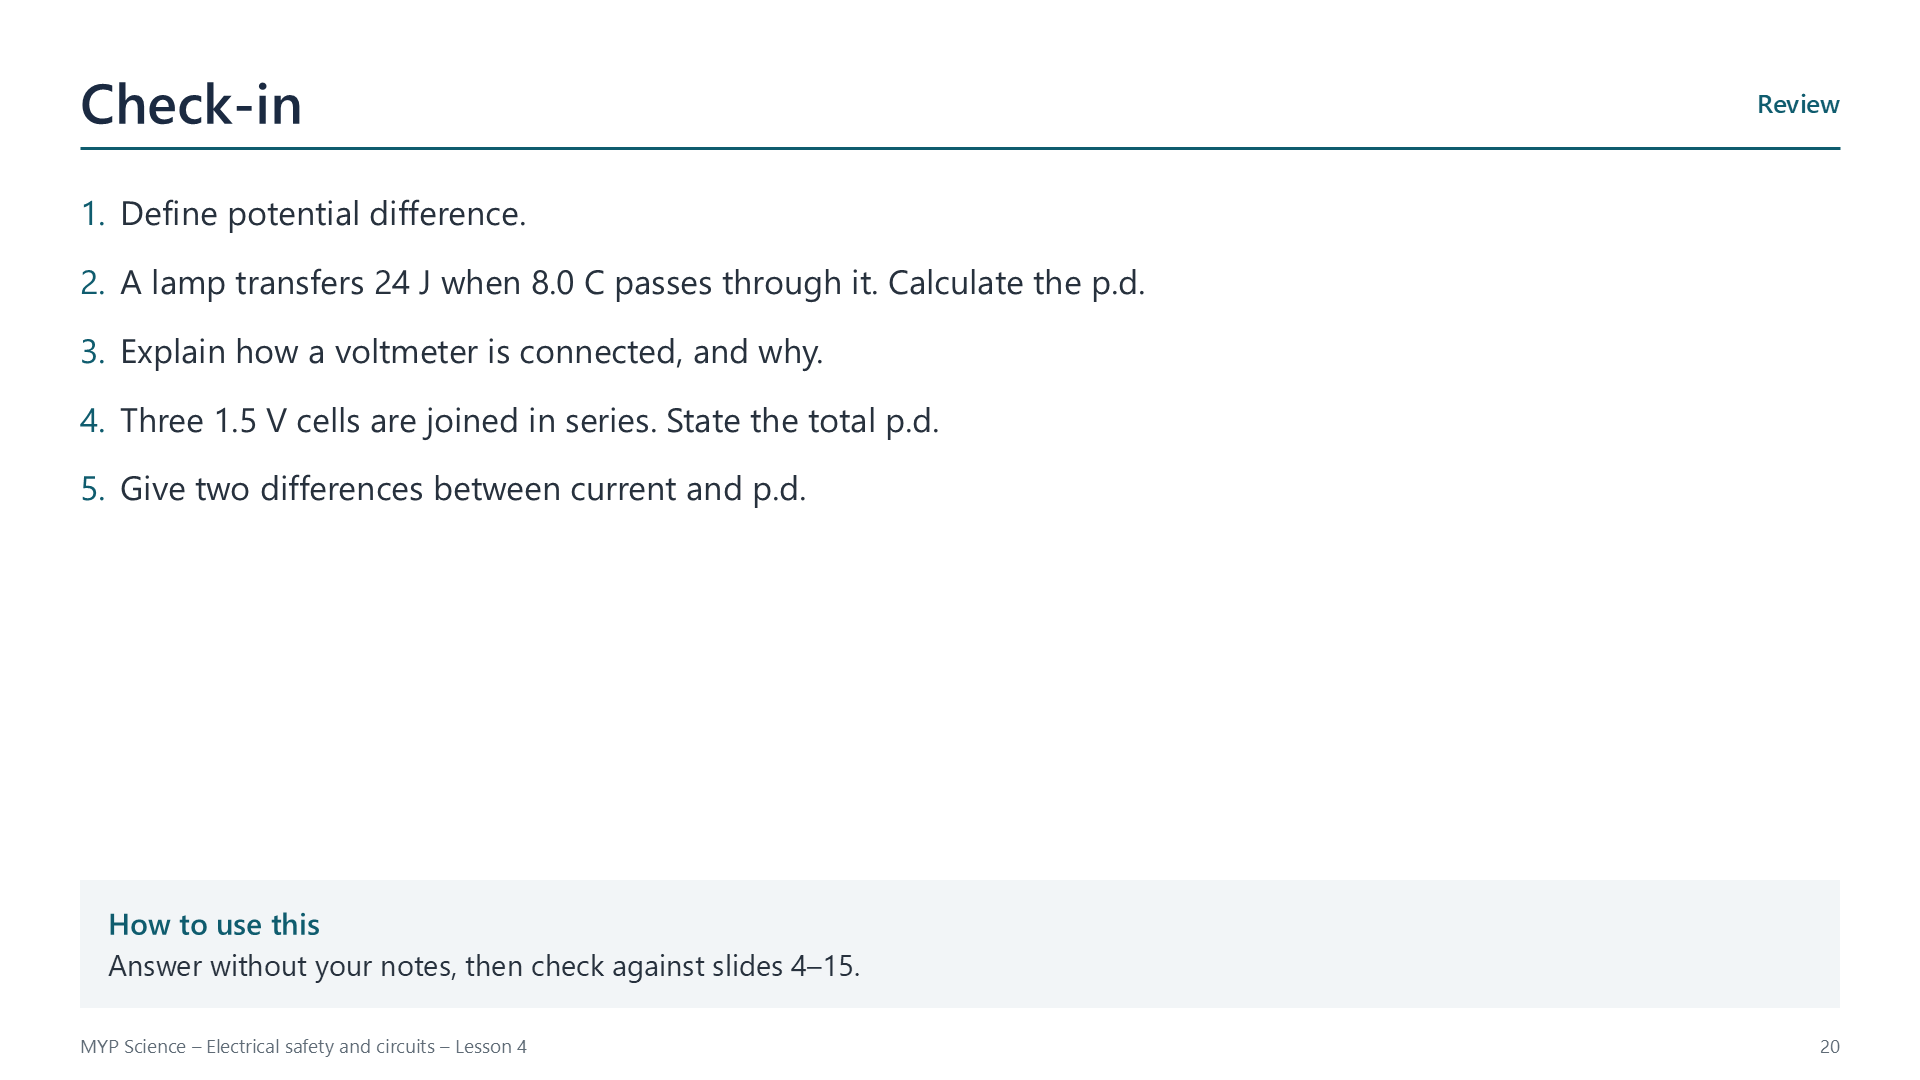 Check-in
Review
1. Define potential difference.
2. A lamp transfers 24 J when 8.0 C passes through it. Calculate the p.d.
3. Explain how a voltmeter is connected, and why.
4. Three 1.5 V cells are joined in series. State the total p.d.
5. Give two differences between current and p.d.
How to use this
Answer without your notes, then check against slides 4–15.
MYP Science – Electrical safety and circuits – Lesson 4
20